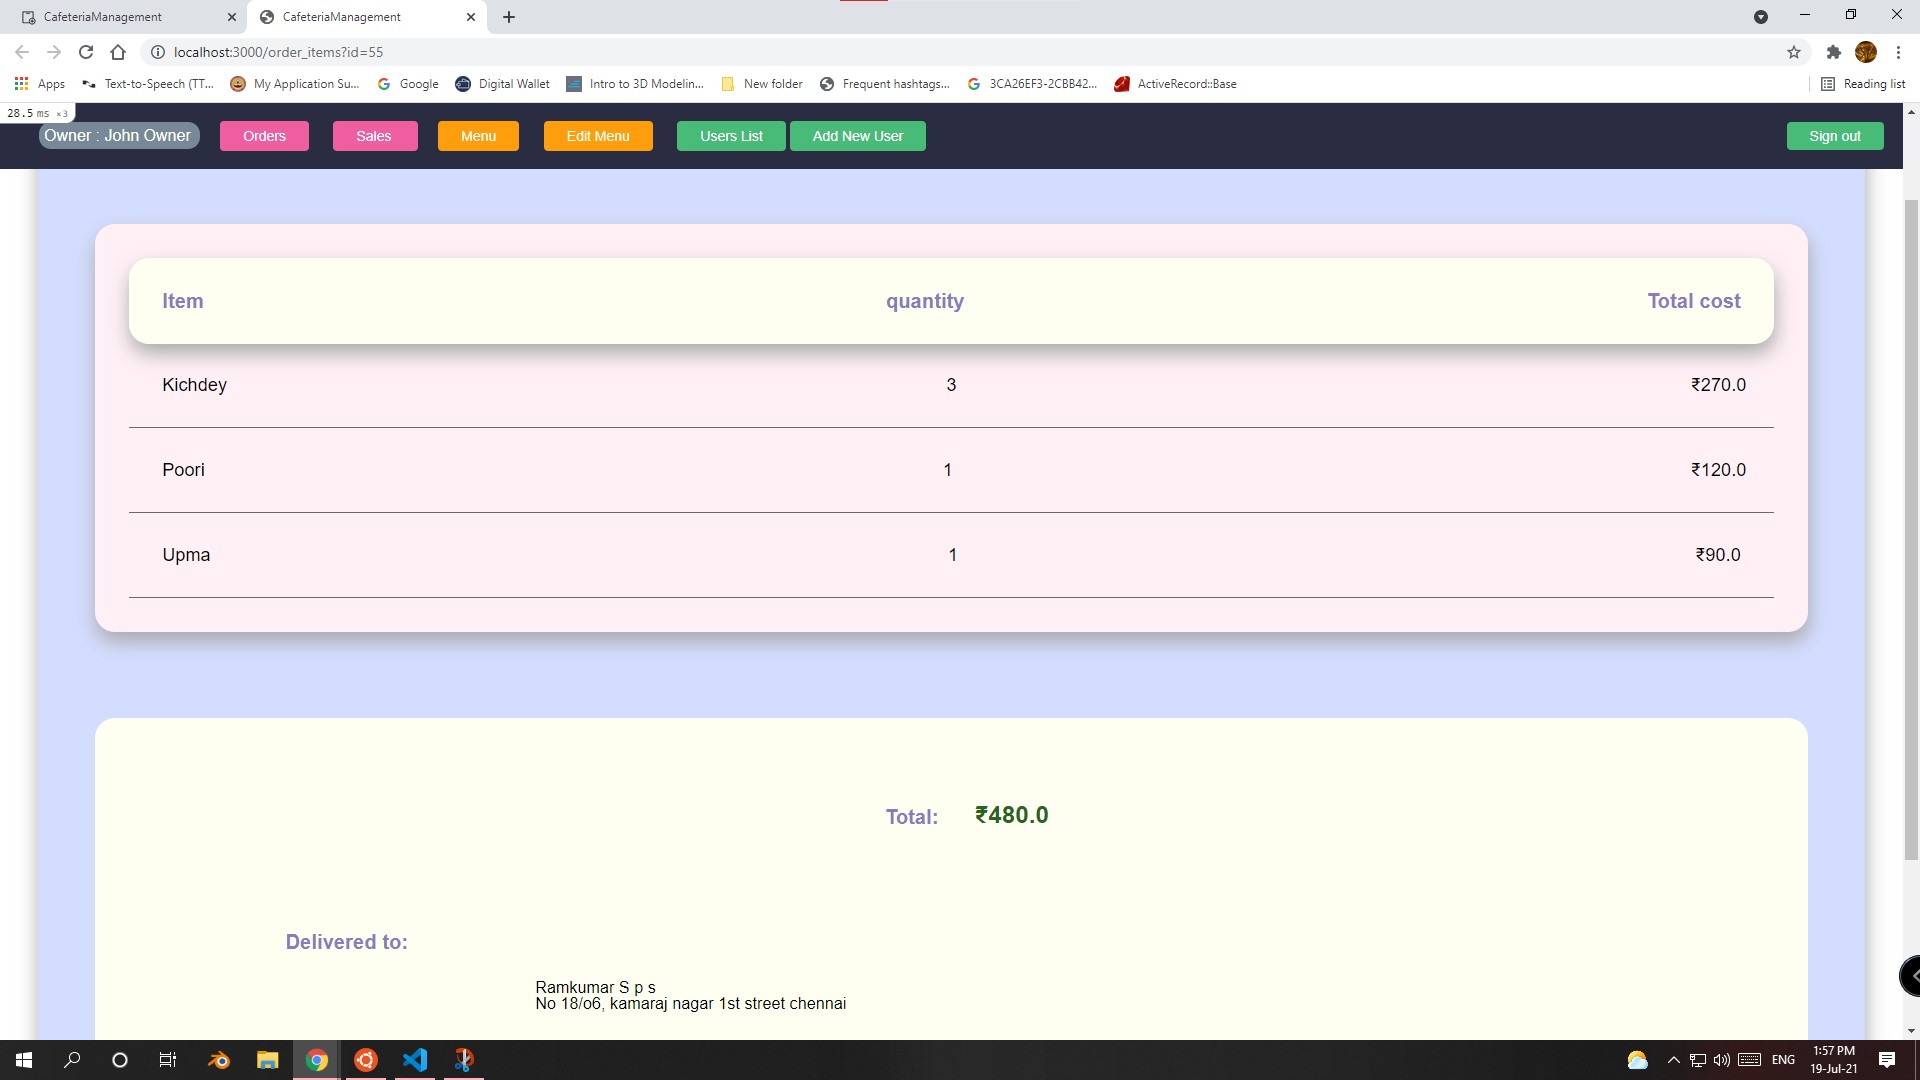 CafeteriaManagement
CafeteriaManagement
localhost:3000/order_items?id=55
Apps
Text-to-Speech (TT...
My Application Su...
Google
Digital Wallet
Intro to 3D Modelin...
New folder
Frequent hashtags...
3CA26EF3-2CBB42...
ActiveRecord::Base
Reading list
28.5 ms ×3
Owner : John Owner
Orders
Sales
Menu
Edit Menu
Users List
Add New User
Sign out
Item quantity Total cost
Kichdey 3 ₹270.0
Poori 1 ₹120.0
Upma 1 ₹90.0
Total: ₹480.0
Delivered to:
Ramkumar S p s
No 18/o6, kamaraj nagar 1st street chennai
ENG
1:57 PM
19-Jul-21